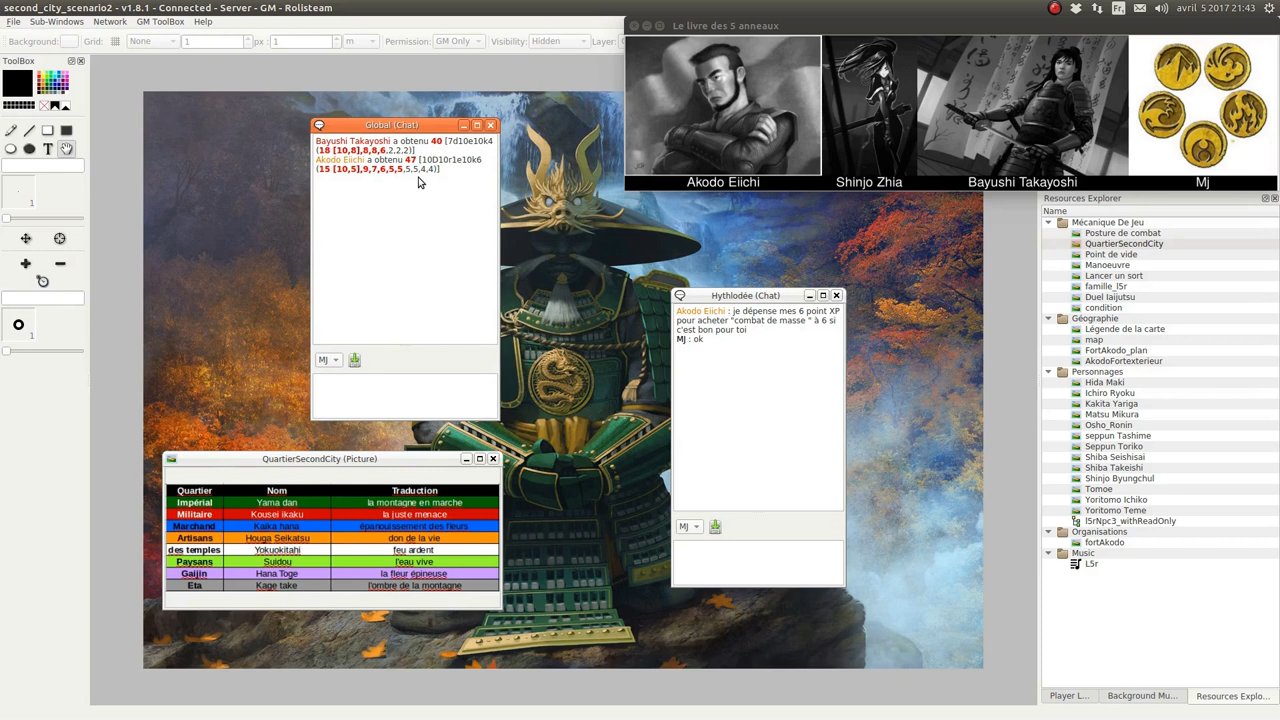 second_city_scenario2 - v1.8.1 - Connected - Server - GM - Rolisteam
Fr₁
avril 5 2017 21:43
File Sub-Windows Network GM ToolBox Help
Background: Grid: None 1 px : 1 m Permission: GM Only Visibility: Hidden Layer:
ToolBox
1
1
Le livre des 5 anneaux
Akodo Eiichi
Shinjo Zhia
Bayushi Takayoshi
Mj
Global (Chat)
Bayushi Takayoshi a obtenu 40 [7d10e10k4
(18 [10,8],8,8,6,2,2,2)]
Akodo Eiichi a obtenu 47 [10D10r1e10k6
(15 [10,5],9,7,6,5,5,5,5,4,4)]
MJ
Hythlodée (Chat)
Akodo Eiichi : je dépense mes 6 point XP
pour acheter "combat de masse " à 6 si
c'est bon pour toi
MJ : ok
MJ
QuartierSecondCity (Picture)
Quartier Nom Traduction
Impérial Yama dan la montagne en marche
Militaire Kousei ikaku la juste menace
Marchand Kaika hana épanouissement des fleurs
Artisans Houga Seikatsu don de la vie
des temples Yokuokitahi feu ardent
Paysans Suidou l'eau vive
Gaijin Hana Toge la fleur épineuse
Eta Kage take l'ombre de la montagne
Resources Explorer
Name
Mécanique De Jeu
Posture de combat
QuartierSecondCity
Point de vide
Manoeuvre
Lancer un sort
famille_l5r
Duel Iaijutsu
condition
Géographie
Légende de la carte
map
FortAkodo_plan
AkodoFortexterieur
Personnages
Hida Maki
Ichiro Ryoku
Kakita Yariga
Matsu Mikura
Osho_Ronin
seppun Tashime
Seppun Toriko
Shiba Seishisai
Shiba Takeishi
Shinjo Byungchul
Tomoe
Yoritomo Ichiko
Yoritomo Teme
l5rNpc3_withReadOnly
Organisations
fortAkodo
Music
L5r
Player L... Background Mu... Resources Explo...